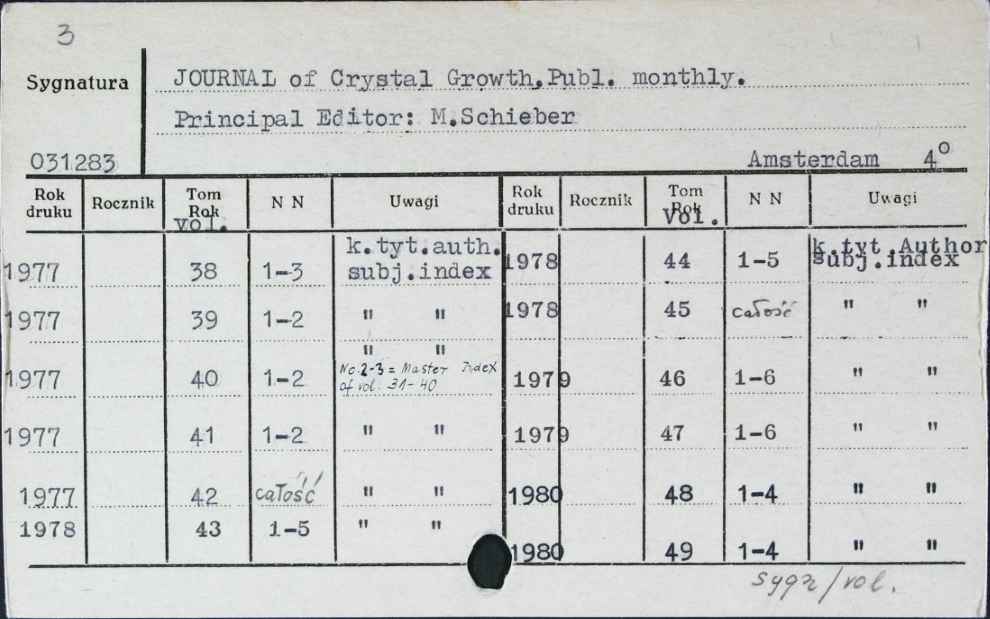 3
Sygnatura
JOURNAL of Crystal Growth.Publ. monthly.
Principal Editor: M.Schieber
031283
Amsterdam 4°
Rok druku Rocznik Tom Rok vol. N N Uwagi Rok druku Rocznik Tom Rok Vol. N N Uwagi
1977 38 1-3 k.tyt.auth. subj.index 1978 44 1-5 k.tyt.Author subj.index
1977 39 1-2 " " 1978 45 całość " "
" "
1977 40 1-2 No 2-3 = Master Index of vol. 31-40 1979 46 1-6 " "
1977 41 1-2 " " 1979 47 1-6 " "
1977 42 całość " " 1980 48 1-4 " "
1978 43 1-5 " "
1980 49 1-4 " "
sygn/vol.